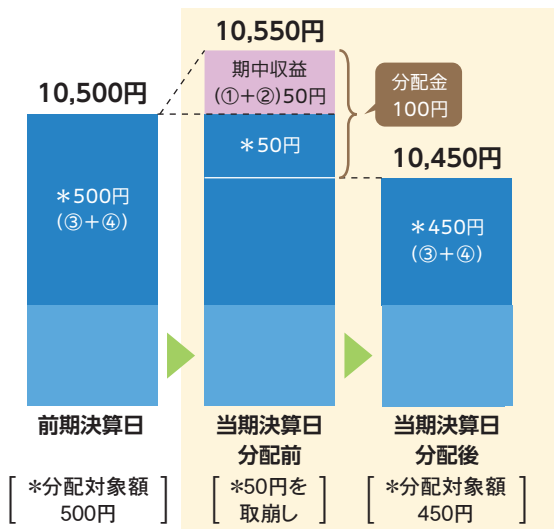 10,550円
期中収益
(①+②)50円
分配金
100円
10,500円
＊50円
10,450円
＊500円
(③+④)
＊450円
(③+④)
前期決算日
当期決算日
分配前
当期決算日
分配後
＊分配対象額
500円
＊50円を
取崩し
＊分配対象額
450円